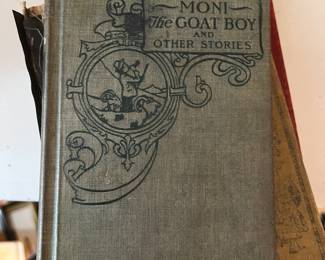 MONI
The GOAT BOY
AND
OTHER STORIES